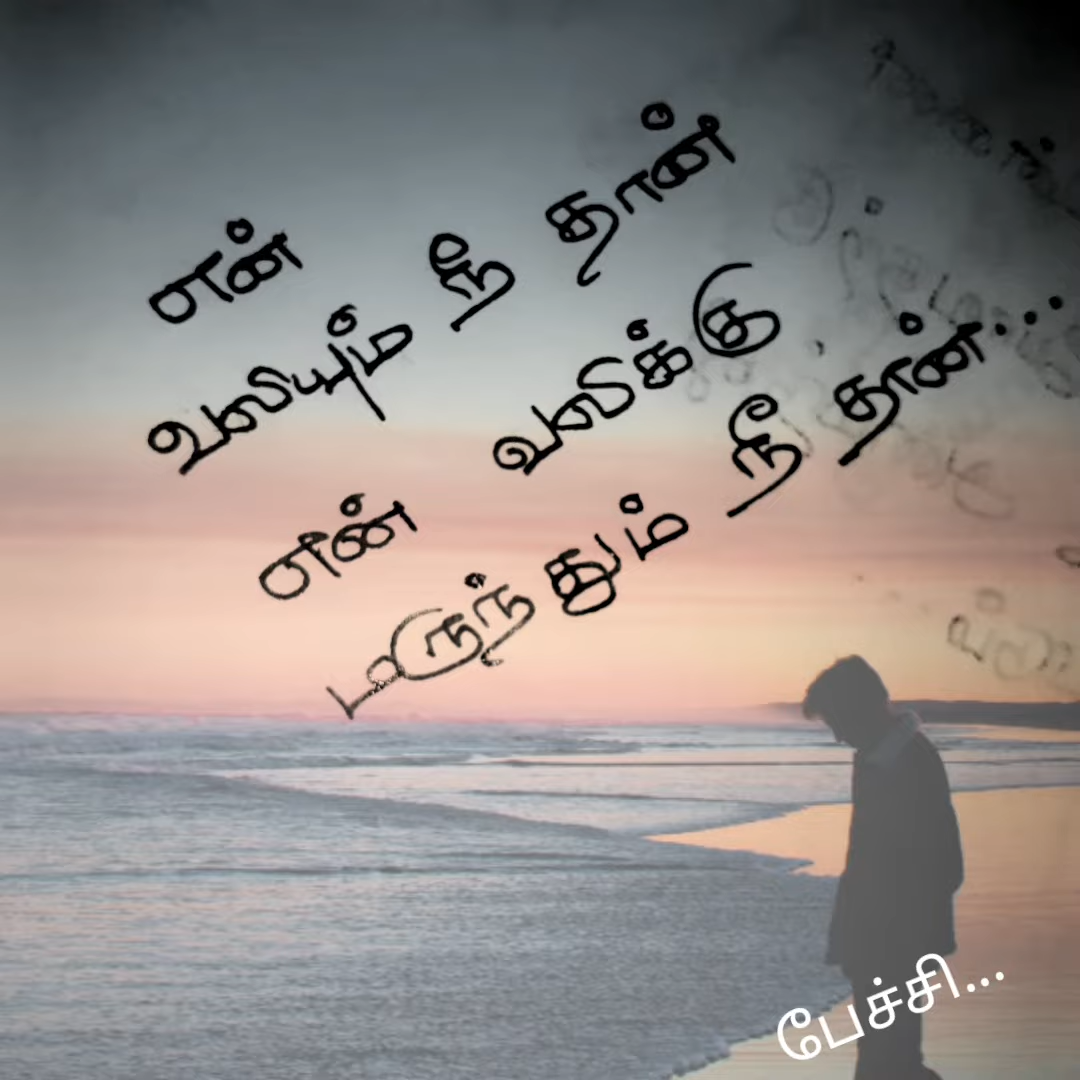 என்
வலியும் நீ தான்
என் வலிக்கு
மருந்தும் நீ தான்...
பேச்சி...